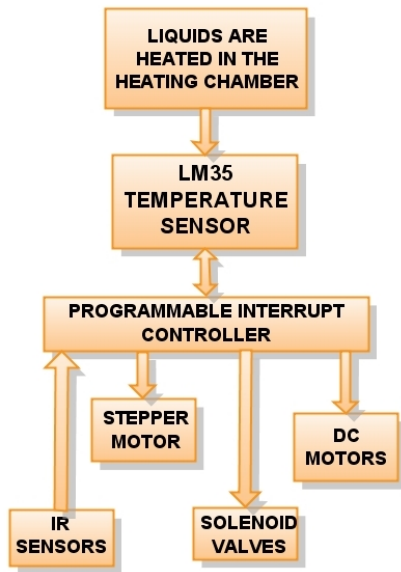 LIQUIDS ARE
HEATED IN THE
HEATING CHAMBER
LM35
TEMPERATURE
SENSOR
PROGRAMMABLE INTERRUPT
CONTROLLER
STEPPER
MOTOR
DC
MOTORS
IR
SENSORS
SOLENOID
VALVES